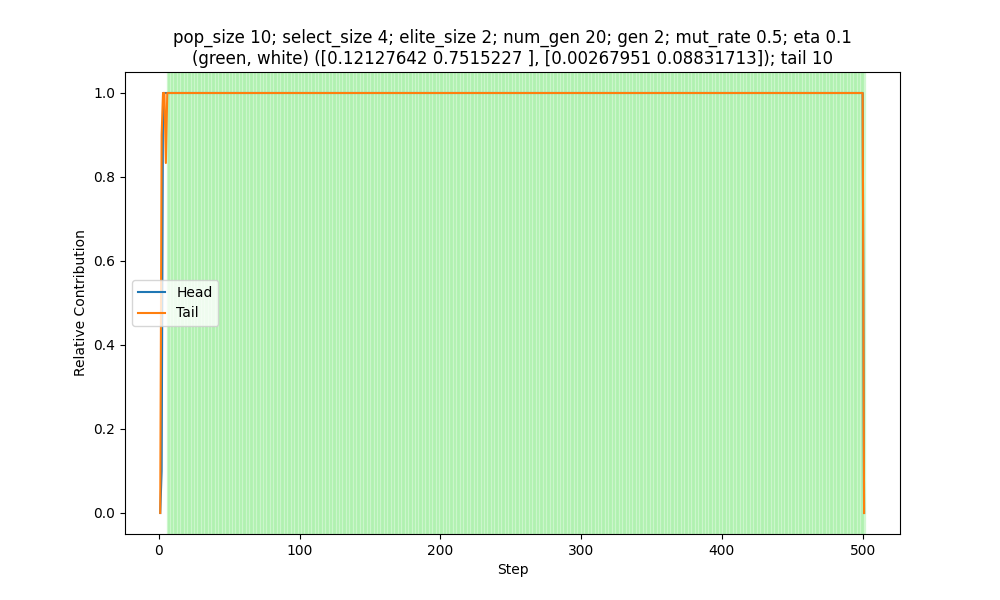 pop_size 10; select_size 4; elite_size 2; num_gen 20; gen 2; mut_rate 0.5; eta 0.1
(green, white) ([0.12127642 0.7515227 ], [0.00267951 0.08831713]); tail 10
1.0
0.8
0.6
0.4
0.2
0.0
Relative Contribution
Head
Tail
0
100
200
300
400
500
Step